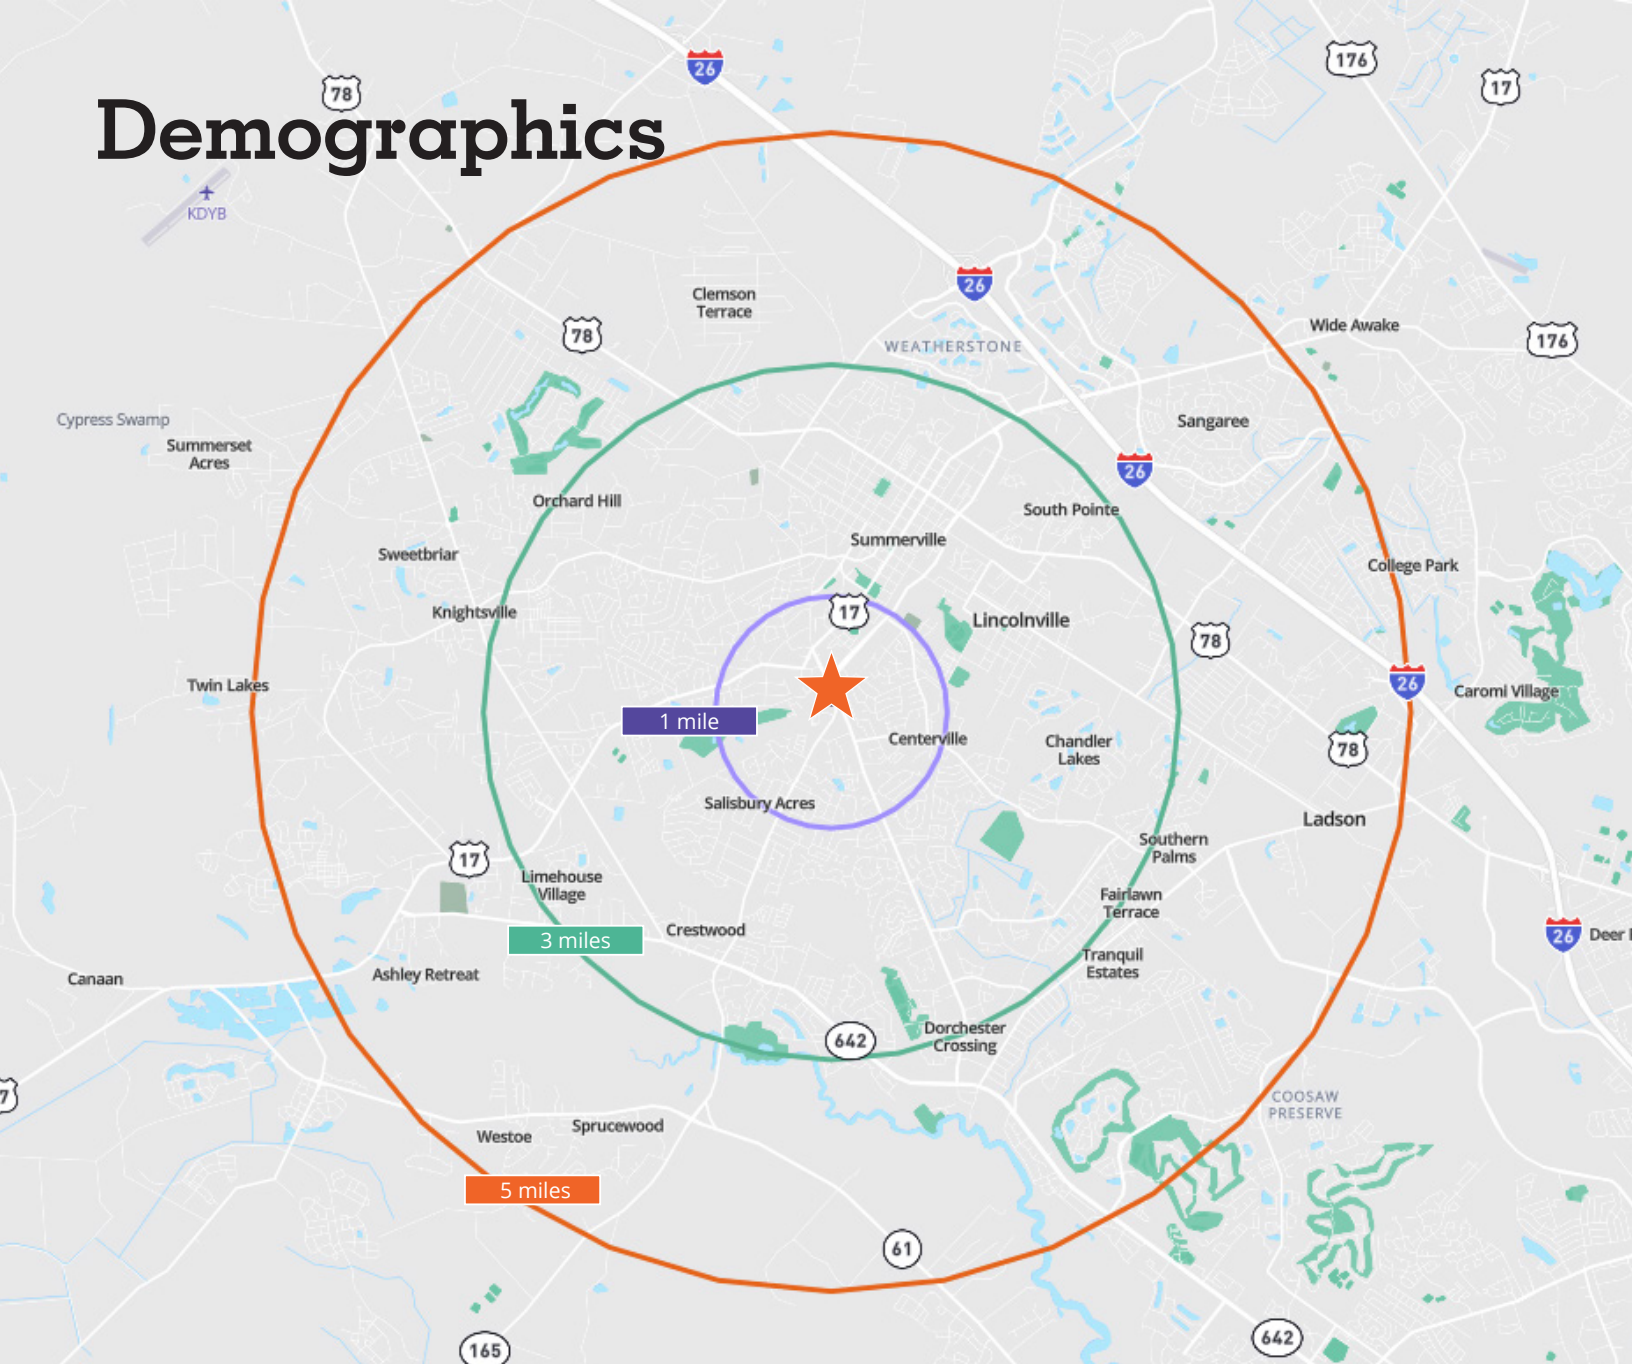 26
176
17
78
Demographics
KDYB
26
Clemson
Terrace
78
Wide Awake
176
WEATHERSTONE
Cypress Swamp
Sangaree
Summerset
Acres
26
Orchard Hill
South Pointe
Summerville
Sweetbriar
College Park
Knightsville
17
Lincolnville
78
Twin Lakes
26
Caromi Village
1 mile
Centerville
Chandler
Lakes
78
Salisbury Acres
Ladson
Southern
Palms
17
Limehouse
Village
Fairlawn
Terrace
Crestwood
26
Deer
3 miles
Tranquil
Estates
Canaan
Ashley Retreat
642
Dorchester
Crossing
7
COOSAW
PRESERVE
Westoe
Sprucewood
5 miles
61
642
165